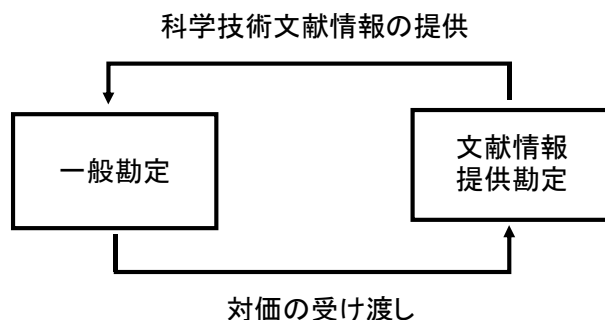 科学技術文献情報の提供
一般勘定
文献情報
提供勘定
対価の受け渡し